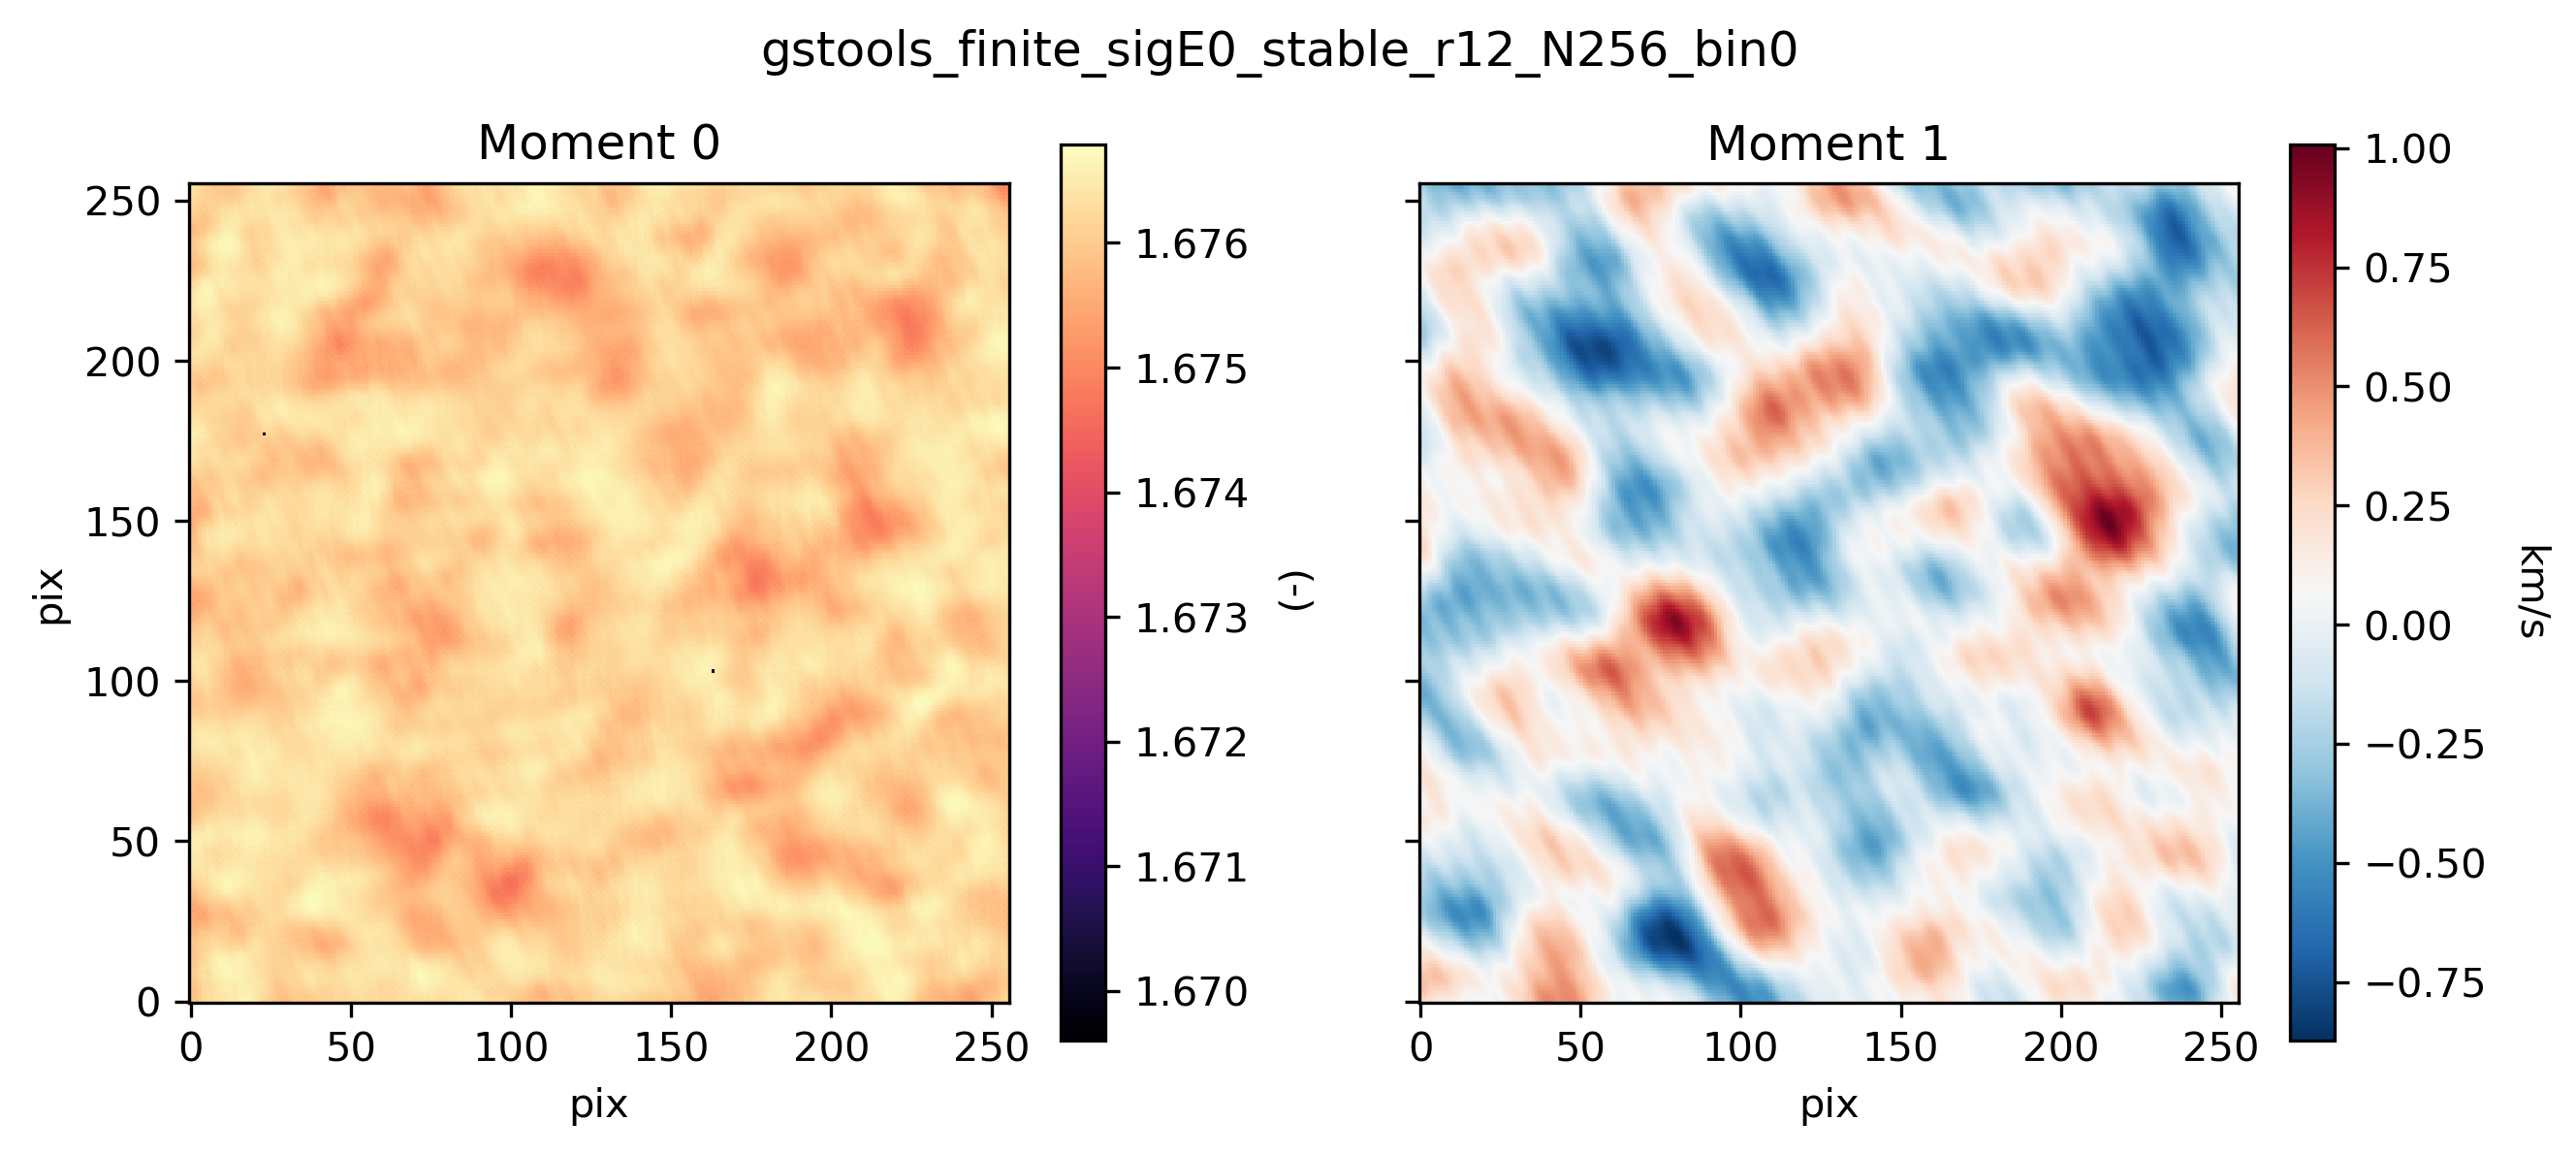 gstools_finite_sigE0_stable_r12_N256_bin0
Moment 0
Moment 1
250
200
150
100
50
0
pix
0 50 100 150 200 250
pix
1.676
1.675
1.674
1.673
1.672
1.671
1.670
(-)
0 50 100 150 200 250
pix
1.00
0.75
0.50
0.25
0.00
−0.25
−0.50
−0.75
km/s